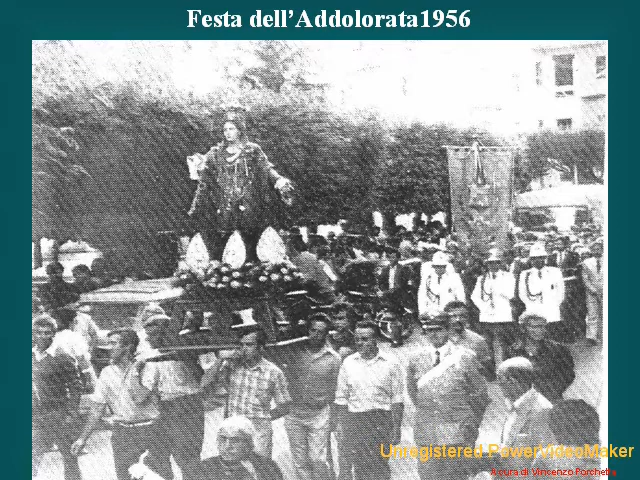 Festa dell’Addolorata1956
Unregistered PowerVideoMaker
A cura di Vincenzo Porchetta